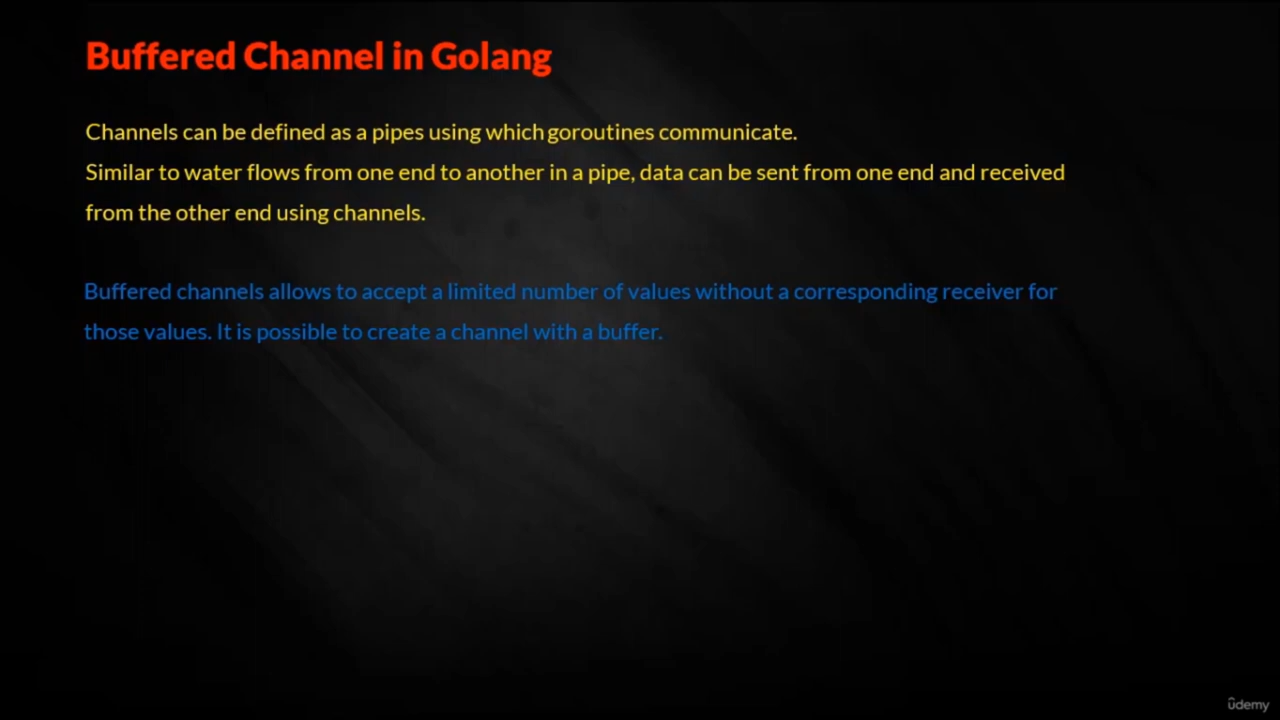 Buffered Channel in Golang
Channels can be defined as a pipes using which goroutines communicate.
Similar to water flows from one end to another in a pipe, data can be sent from one end and received
from the other end using channels.
Buffered channels allows to accept a limited number of values without a corresponding receiver for
those values. It is possible to create a channel with a buffer.
ûdemy